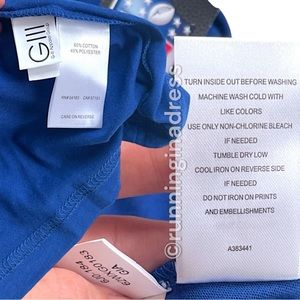 GIII
60% COTTON
40% POLYESTER
CARE ON REVERSE
TURN INSIDE OUT BEFORE WASHING
MACHINE WASH COLD WITH
LIKE COLORS
USE ONLY NON-CHLORINE BLEACH
IF NEEDED
TUMBLE DRY LOW
COOL IRON ON REVERSE SIDE
IF NEEDED
DO NOT IRON ON PRINTS
AND EMBELLISHMENTS
A383441
©runninginadress
GIA